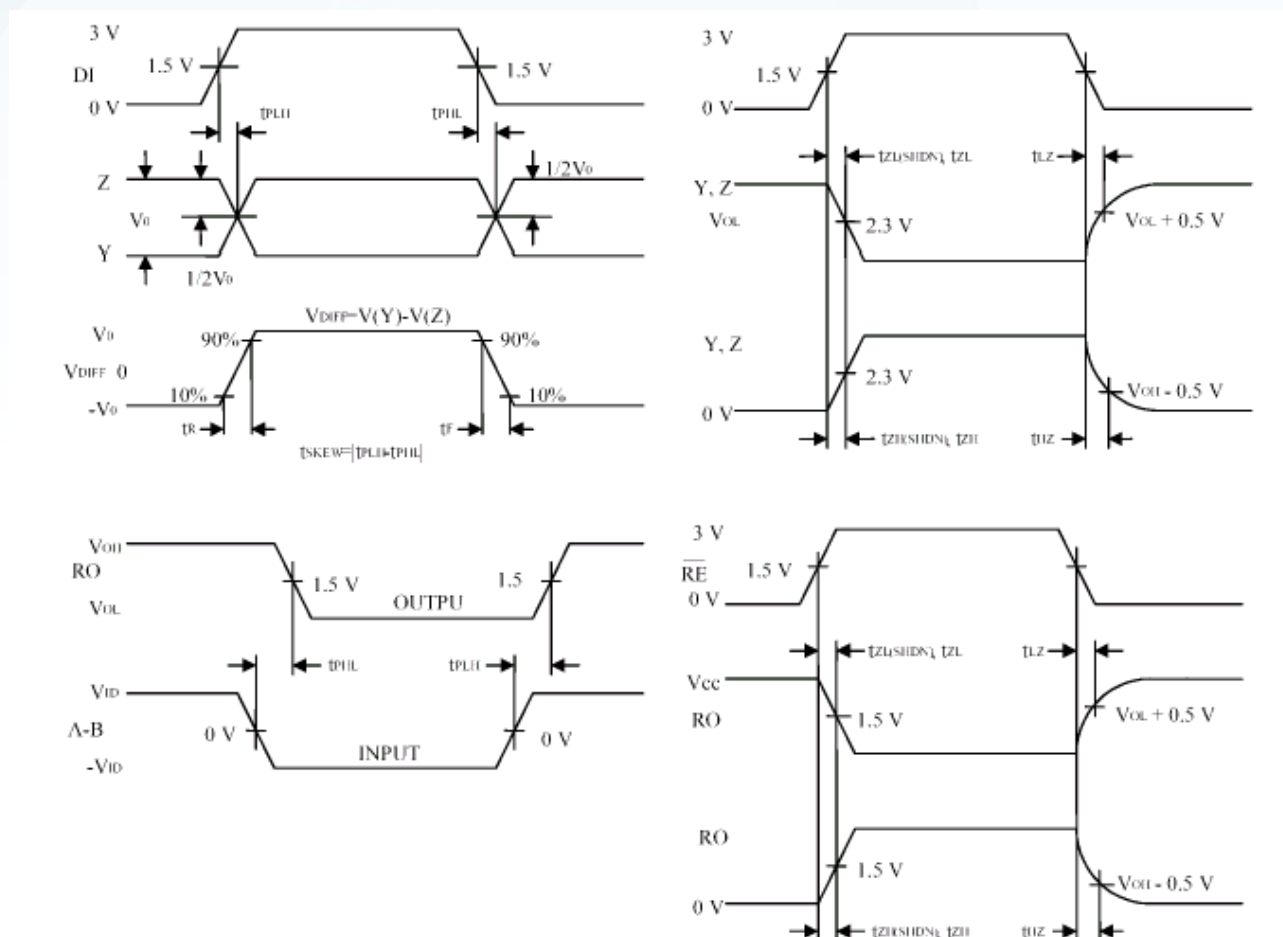 3 V
DI
1.5 V
1.5 V
0 V
tPLH
tPHL
Z
1/2V0
V0
Y
1/2V0
VDIFF=V(Y)-V(Z)
V0
90%
90%
VDIFF 0
10%
10%
-V0
tR
tF
tSKEW=|tPLH-tPHL|
3 V
1.5 V
0 V
tZL(SHDN), tZL
tLZ
Y, Z
VOL
2.3 V
VOL + 0.5 V
Y, Z
2.3 V
VOH - 0.5 V
0 V
tZH(SHDN), tZH
tHZ
VOH
RO
1.5 V
1.5
VOL
OUTPU
tPHL
tPLH
VID
A-B
0 V
0 V
INPUT
-VID
3 V
RE
1.5 V
0 V
tZL(SHDN), tZL
tLZ
Vcc
RO
1.5 V
VOL + 0.5 V
RO
1.5 V
VOH - 0.5 V
0 V
tZH(SHDN), tZH
tHZ